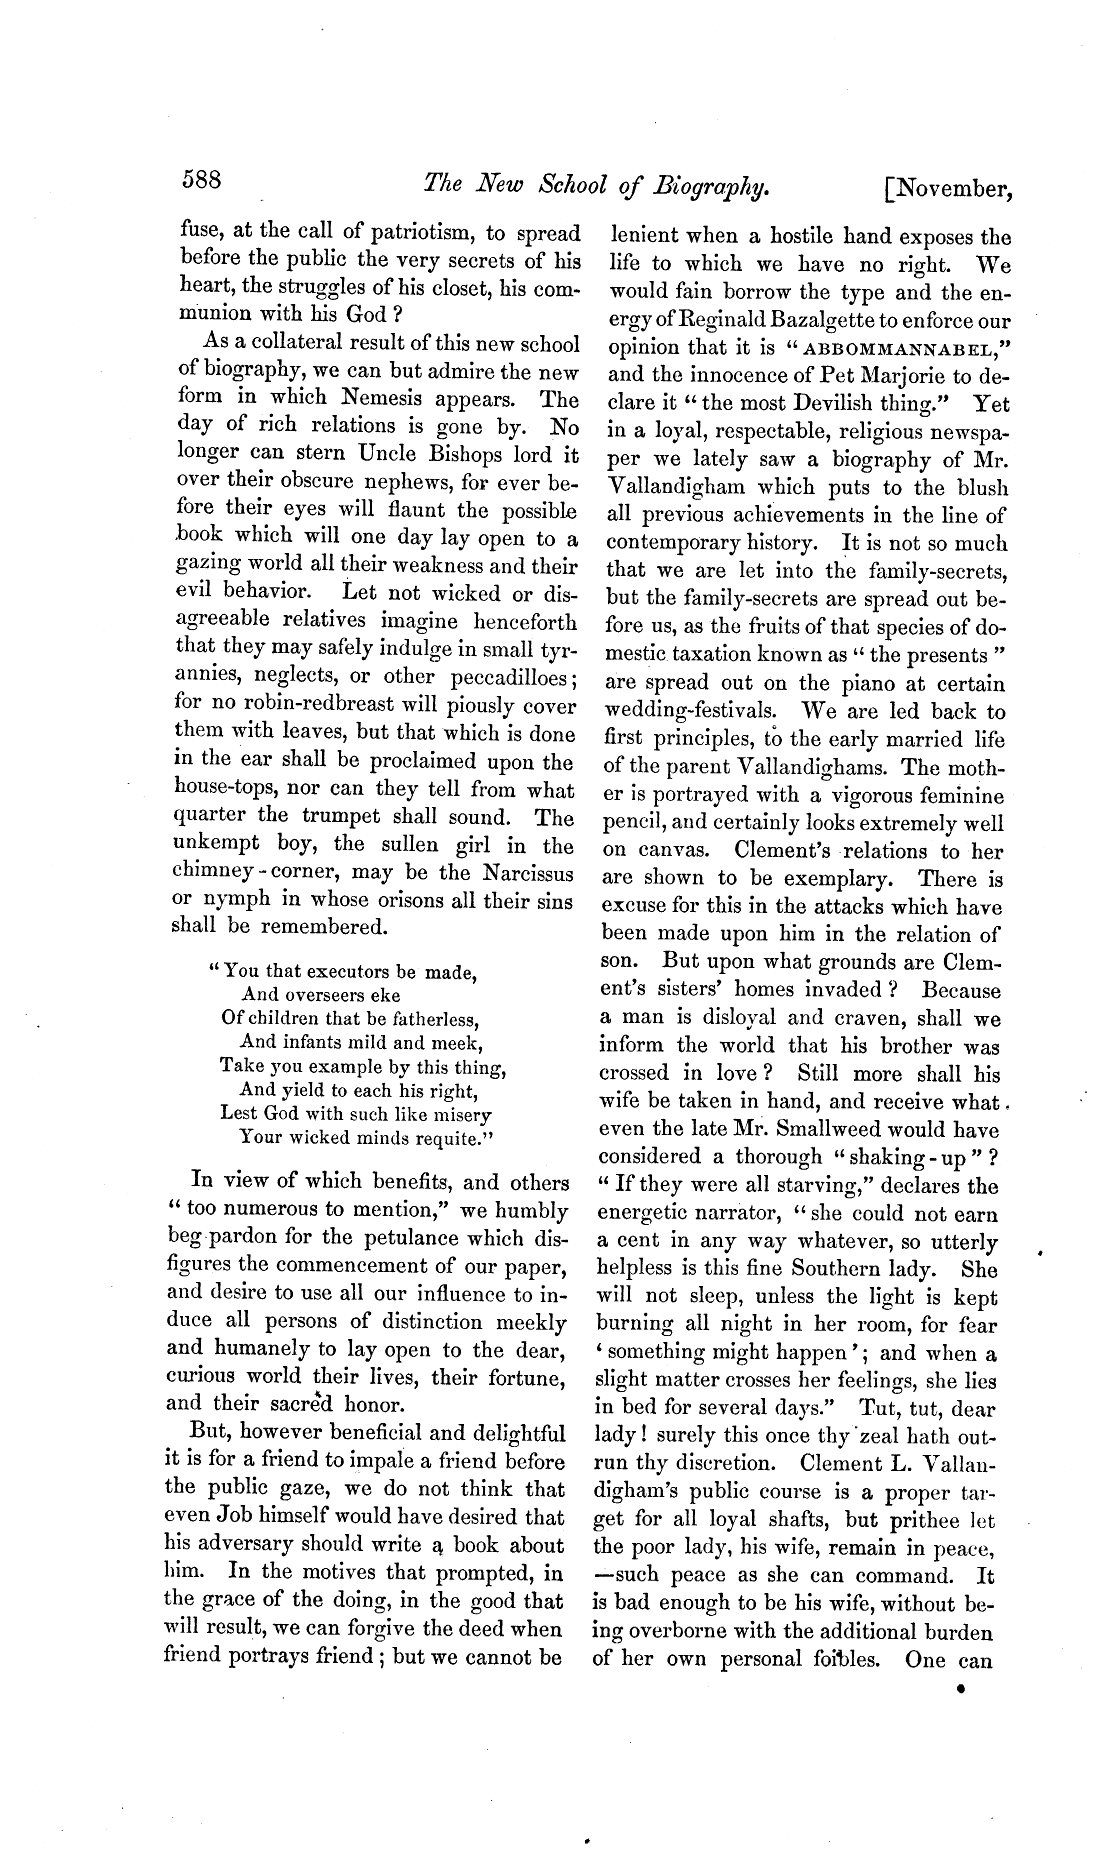 588
The New School of Biography.
[November,
fuse, at the call of patriotism, to spread
before the public the very secrets of his
heart, the struggles of his closet, his com-
munion with his God ?
As a collateral result of this new school
of biography, we can but admire the new
form in which Nemesis appears. The
day of rich relations is gone by. No
longer can stern Uncle Bishops lord it
over their obscure nephews, for ever be-
fore their eyes will flaunt the possible
book which will one day lay open to a
gazing world all their weakness and their
evil behavior. Let not wicked or dis-
agreeable relatives imagine henceforth
that they may safely indulge in small tyr-
annies, neglects, or other peccadilloes ;
for no robin-redbreast will piously cover
them with leaves, but that which is done
in the ear shall be proclaimed upon the
house-tops, nor can they tell from what
quarter the trumpet shall sound. The
unkempt boy, the sullen girl in the
chimney-corner, may be the Narcissus
or nymph in whose orisons all their sins
shall be remembered.
"You that executors be made,
And overseers eke
Of children that be fatherless,
And infants mild and meek,
Take you example by this thing,
And yield to each his right,
Lest God with such like misery
Your wicked minds requite."
In view of which benefits, and others
"too numerous to mention," we humbly
beg pardon for the petulance which dis-
figures the commencement of our paper,
and desire to use all our influence to in-
duce all persons of distinction meekly
and humanely to lay open to the dear,
curious world their lives, their fortune,
and their sacred honor.
But, however beneficial and delightful
it is for a friend to impale a friend before
the public gaze, we do not think that
even Job himself would have desired that
his adversary should write a book about
him. In the motives that prompted, in
the grace of the doing, in the good that
will result, we can forgive the deed when
friend portrays friend ; but we cannot be
lenient when a hostile hand exposes the
life to which we have no right. We
would fain borrow the type and the en-
ergy of Reginald Bazalgette to enforce our
opinion that it is "ABBOMMANNABEL,"
and the innocence of Pet Marjorie to de-
clare it "the most Devilish thing." Yet
in a loyal, respectable, religious newspa-
per we lately saw a biography of Mr.
Vallandigham which puts to the blush
all previous achievements in the line of
contemporary history. It is not so much
that we are let into the family-secrets,
but the family-secrets are spread out be-
fore us, as the fruits of that species of do-
mestic taxation known as "the presents"
are spread out on the piano at certain
wedding-festivals. We are led back to
first principles, to the early married life
of the parent Vallandighams. The moth-
er is portrayed with a vigorous feminine
pencil, and certainly looks extremely well
on canvas. Clement's relations to her
are shown to be exemplary. There is
excuse for this in the attacks which have
been made upon him in the relation of
son. But upon what grounds are Clem-
ent's sisters' homes invaded ? Because
a man is disloyal and craven, shall we
inform the world that his brother was
crossed in love ? Still more shall his
wife be taken in hand, and receive what
even the late Mr. Smallweed would have
considered a thorough "shaking-up" ?
"If they were all starving," declares the
energetic narrator, "she could not earn
a cent in any way whatever, so utterly
helpless is this fine Southern lady. She
will not sleep, unless the light is kept
burning all night in her room, for fear
'something might happen'; and when a
slight matter crosses her feelings, she lies
in bed for several days." Tut, tut, dear
lady ! surely this once thy zeal hath out-
run thy discretion. Clement L. Vallan-
digham's public course is a proper tar-
get for all loyal shafts, but prithee let
the poor lady, his wife, remain in peace,
—such peace as she can command. It
is bad enough to be his wife, without be-
ing overborne with the additional burden
of her own personal foibles. One can